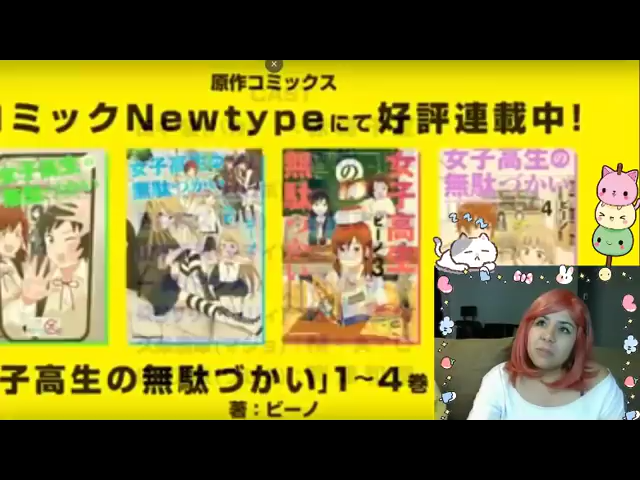 原作コミックス
コミックNewtypeにて好評連載中!
女子高生の
無駄づかい
女子高生の
無駄づかい
女子高生の
無駄づかい
ビーノ
3
女子高生の
無駄づかい
4
子高生の無駄づかい」1~4巻
著:ビーノ